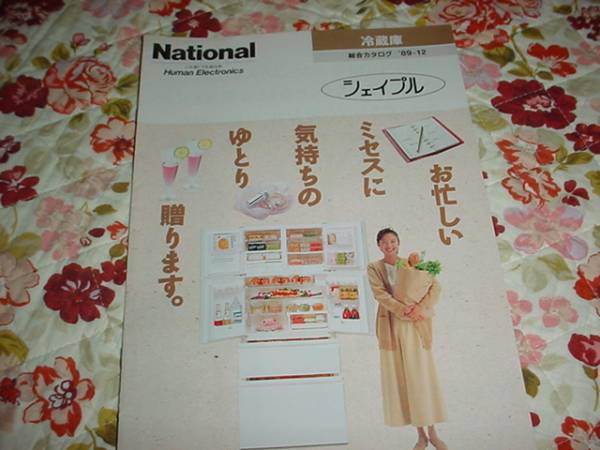 National
Human Electronics
冷蔵庫
総合カタログ '89-12
シェイプル
お忙しい
ミセスに
気持ちの
ゆとり
贈ります。